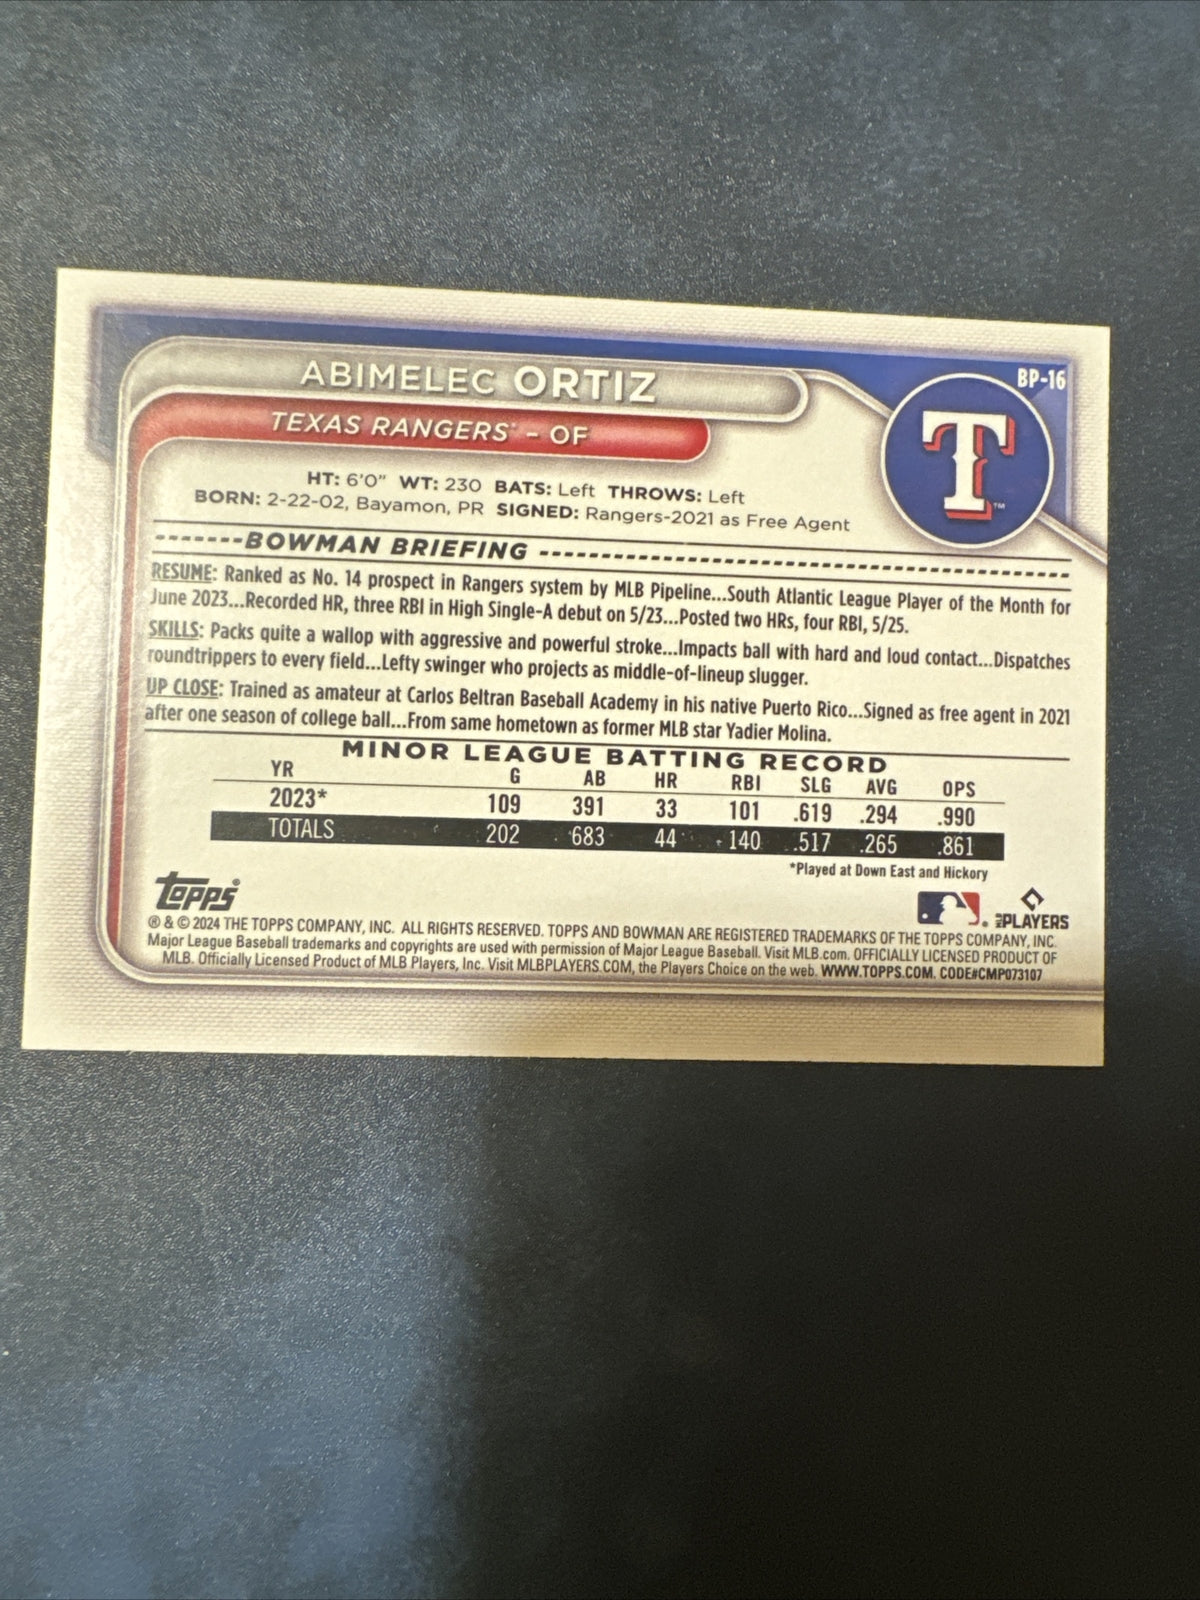 BP-16
ABIMELEC ORTIZ
TEXAS RANGERS - OF
T™
HT: 6'0" WT: 230 BATS: Left THROWS: Left
BORN: 2-22-02, Bayamon, PR SIGNED: Rangers-2021 as Free Agent
BOWMAN BRIEFING
RESUME: Ranked as No. 14 prospect in Rangers system by MLB Pipeline...South Atlantic League Player of the Month for
June 2023...Recorded HR, three RBI in High Single-A debut on 5/23...Posted two HRs, four RBI, 5/25.
SKILLS: Packs quite a wallop with aggressive and powerful stroke...Impacts ball with hard and loud contact...Dispatches
roundtrippers to every field...Lefty swinger who projects as middle-of-lineup slugger.
UP CLOSE: Trained as amateur at Carlos Beltran Baseball Academy in his native Puerto Rico...Signed as free agent in 2021
after one season of college ball...From same hometown as former MLB star Yadier Molina.
MINOR LEAGUE BATTING RECORD
YR G AB HR RBI SLG AVG OPS
2023* 109 391 33 101 .619 .294 .990
TOTALS 202 683 44 140 .517 .265 .861
*Played at Down East and Hickory
topps®
PLAYERS
® & © 2024 THE TOPPS COMPANY, INC. ALL RIGHTS RESERVED. TOPPS AND BOWMAN ARE REGISTERED TRADEMARKS OF THE TOPPS COMPANY, INC.
Major League Baseball trademarks and copyrights are used with permission of Major League Baseball. Visit MLB.com. OFFICIALLY LICENSED PRODUCT OF
MLB. Officially Licensed Product of MLB Players, Inc. Visit MLBPLAYERS.COM, the Players Choice on the web. WWW.TOPPS.COM. CODE#CMP073107